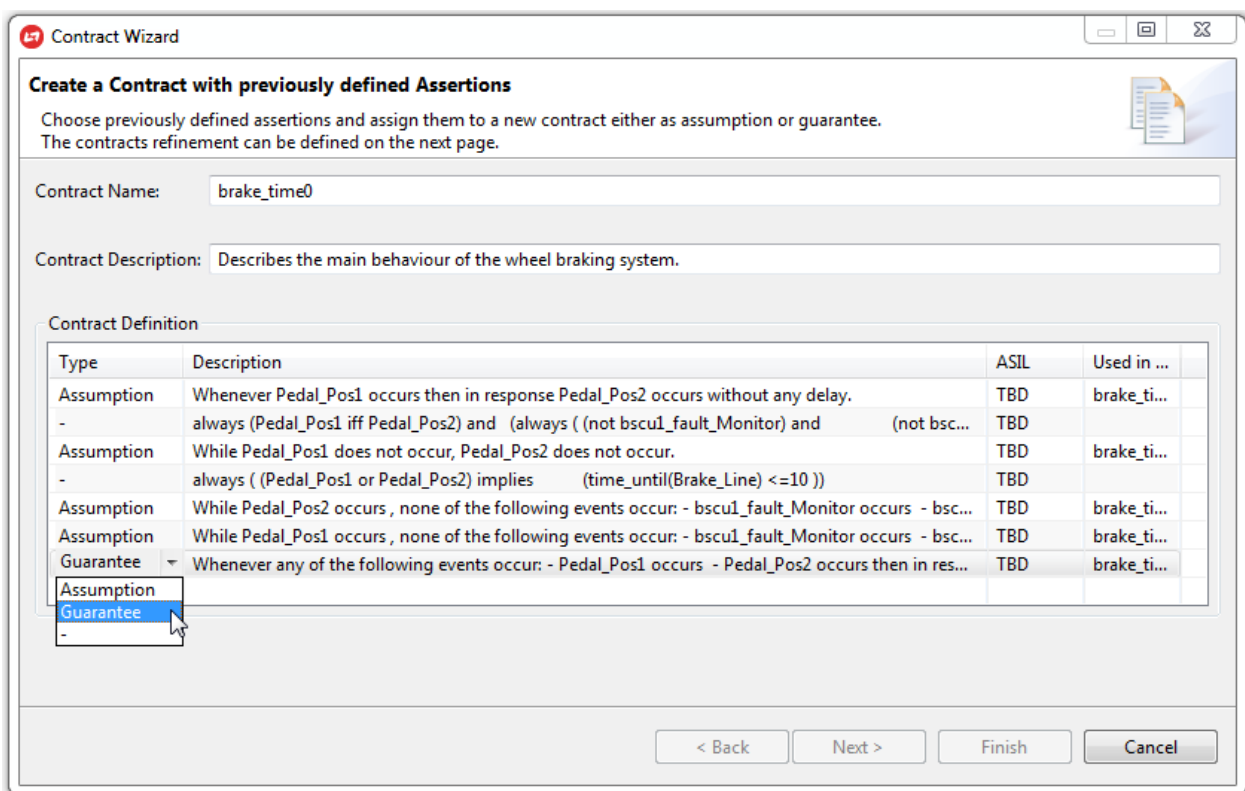 Contract Wizard
Create a Contract with previously defined Assertions
Choose previously defined assertions and assign them to a new contract either as assumption or guarantee.
The contracts refinement can be defined on the next page.
Contract Name: brake_time0
Contract Description: Describes the main behaviour of the wheel braking system.
Contract Definition
Type Description ASIL Used in ...
Assumption Whenever Pedal_Pos1 occurs then in response Pedal_Pos2 occurs without any delay. TBD brake_ti...
- always (Pedal_Pos1 iff Pedal_Pos2) and (always ( (not bscu1_fault_Monitor) and (not bsc... TBD
Assumption While Pedal_Pos1 does not occur, Pedal_Pos2 does not occur. TBD brake_ti...
- always ( (Pedal_Pos1 or Pedal_Pos2) implies (time_until(Brake_Line) <=10 )) TBD
Assumption While Pedal_Pos2 occurs , none of the following events occur: - bscu1_fault_Monitor occurs - bsc... TBD brake_ti...
Assumption While Pedal_Pos1 occurs , none of the following events occur: - bscu1_fault_Monitor occurs - bsc... TBD brake_ti...
Guarantee Whenever any of the following events occur: - Pedal_Pos1 occurs - Pedal_Pos2 occurs then in res... TBD brake_ti...
Assumption
Guarantee
-
< Back Next > Finish Cancel